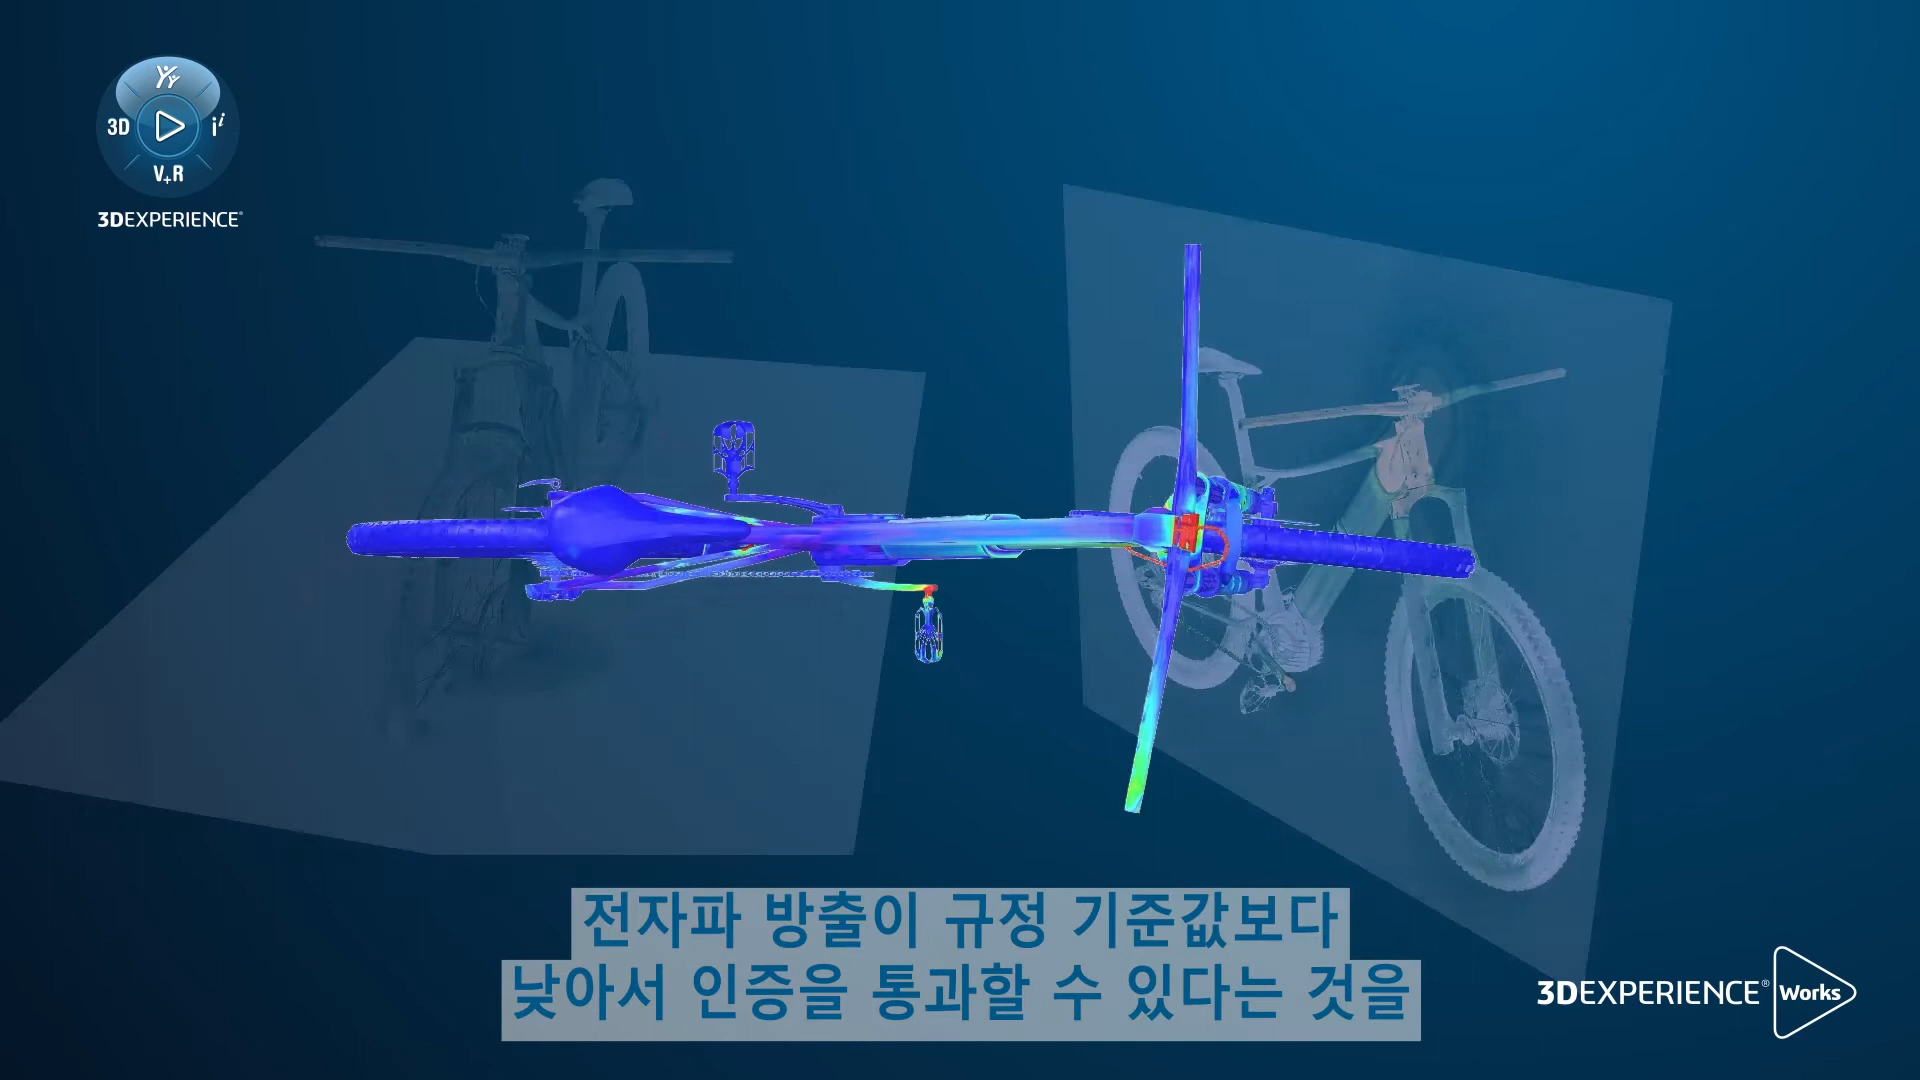 3D
i
V+R
3DEXPERIENCE®
전자파 방출이 규정 기준값보다
낮아서 인증을 통과할 수 있다는 것을
3DEXPERIENCE® Works